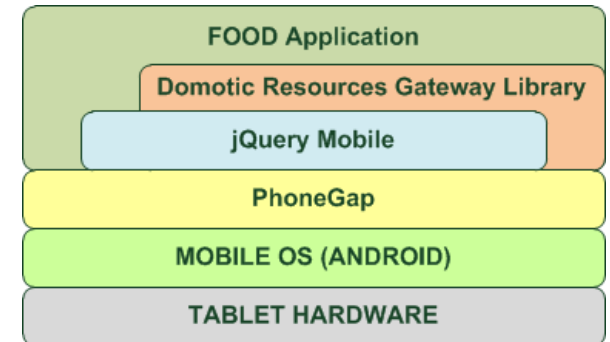 FOOD Application
Domotic Resources Gateway Library
jQuery Mobile
PhoneGap
MOBILE OS (ANDROID)
TABLET HARDWARE